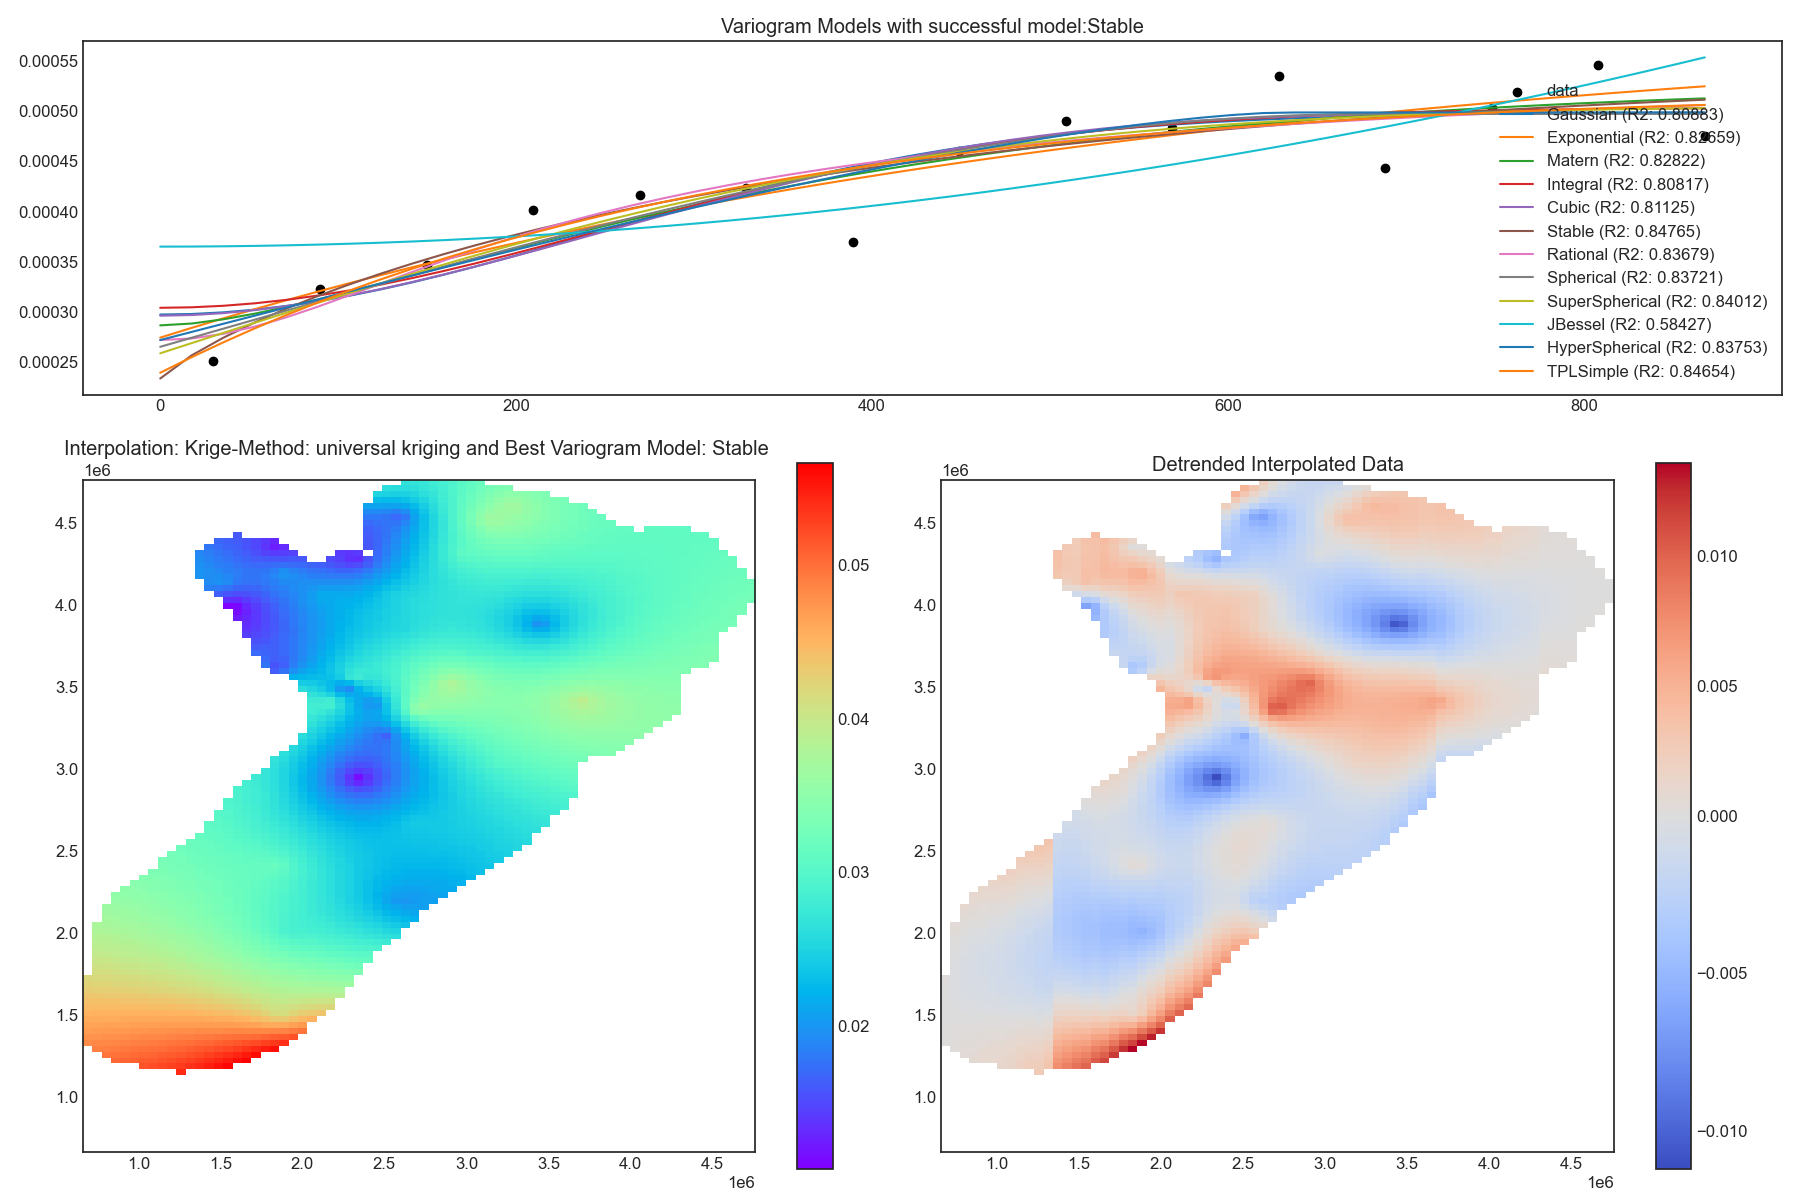 Variogram Models with successful model:Stable
0.00055
0.00050
0.00045
0.00040
0.00035
0.00030
0.00025
data
Gaussian (R2: 0.80883)
Exponential (R2: 0.82659)
Matern (R2: 0.82822)
Integral (R2: 0.80817)
Cubic (R2: 0.81125)
Stable (R2: 0.84765)
Rational (R2: 0.83679)
Spherical (R2: 0.83721)
SuperSpherical (R2: 0.84012)
JBessel (R2: 0.58427)
HyperSpherical (R2: 0.83753)
TPLSimple (R2: 0.84654)
0 200 400 600 800
Interpolation: Krige-Method: universal kriging and Best Variogram Model: Stable
1e6
4.5
4.0
3.5
3.0
2.5
2.0
1.5
1.0
1.0 1.5 2.0 2.5 3.0 3.5 4.0 4.5
1e6
0.05
0.04
0.03
0.02
Detrended Interpolated Data
1e6
4.5
4.0
3.5
3.0
2.5
2.0
1.5
1.0
1.0 1.5 2.0 2.5 3.0 3.5 4.0 4.5
1e6
0.010
0.005
0.000
−0.005
−0.010